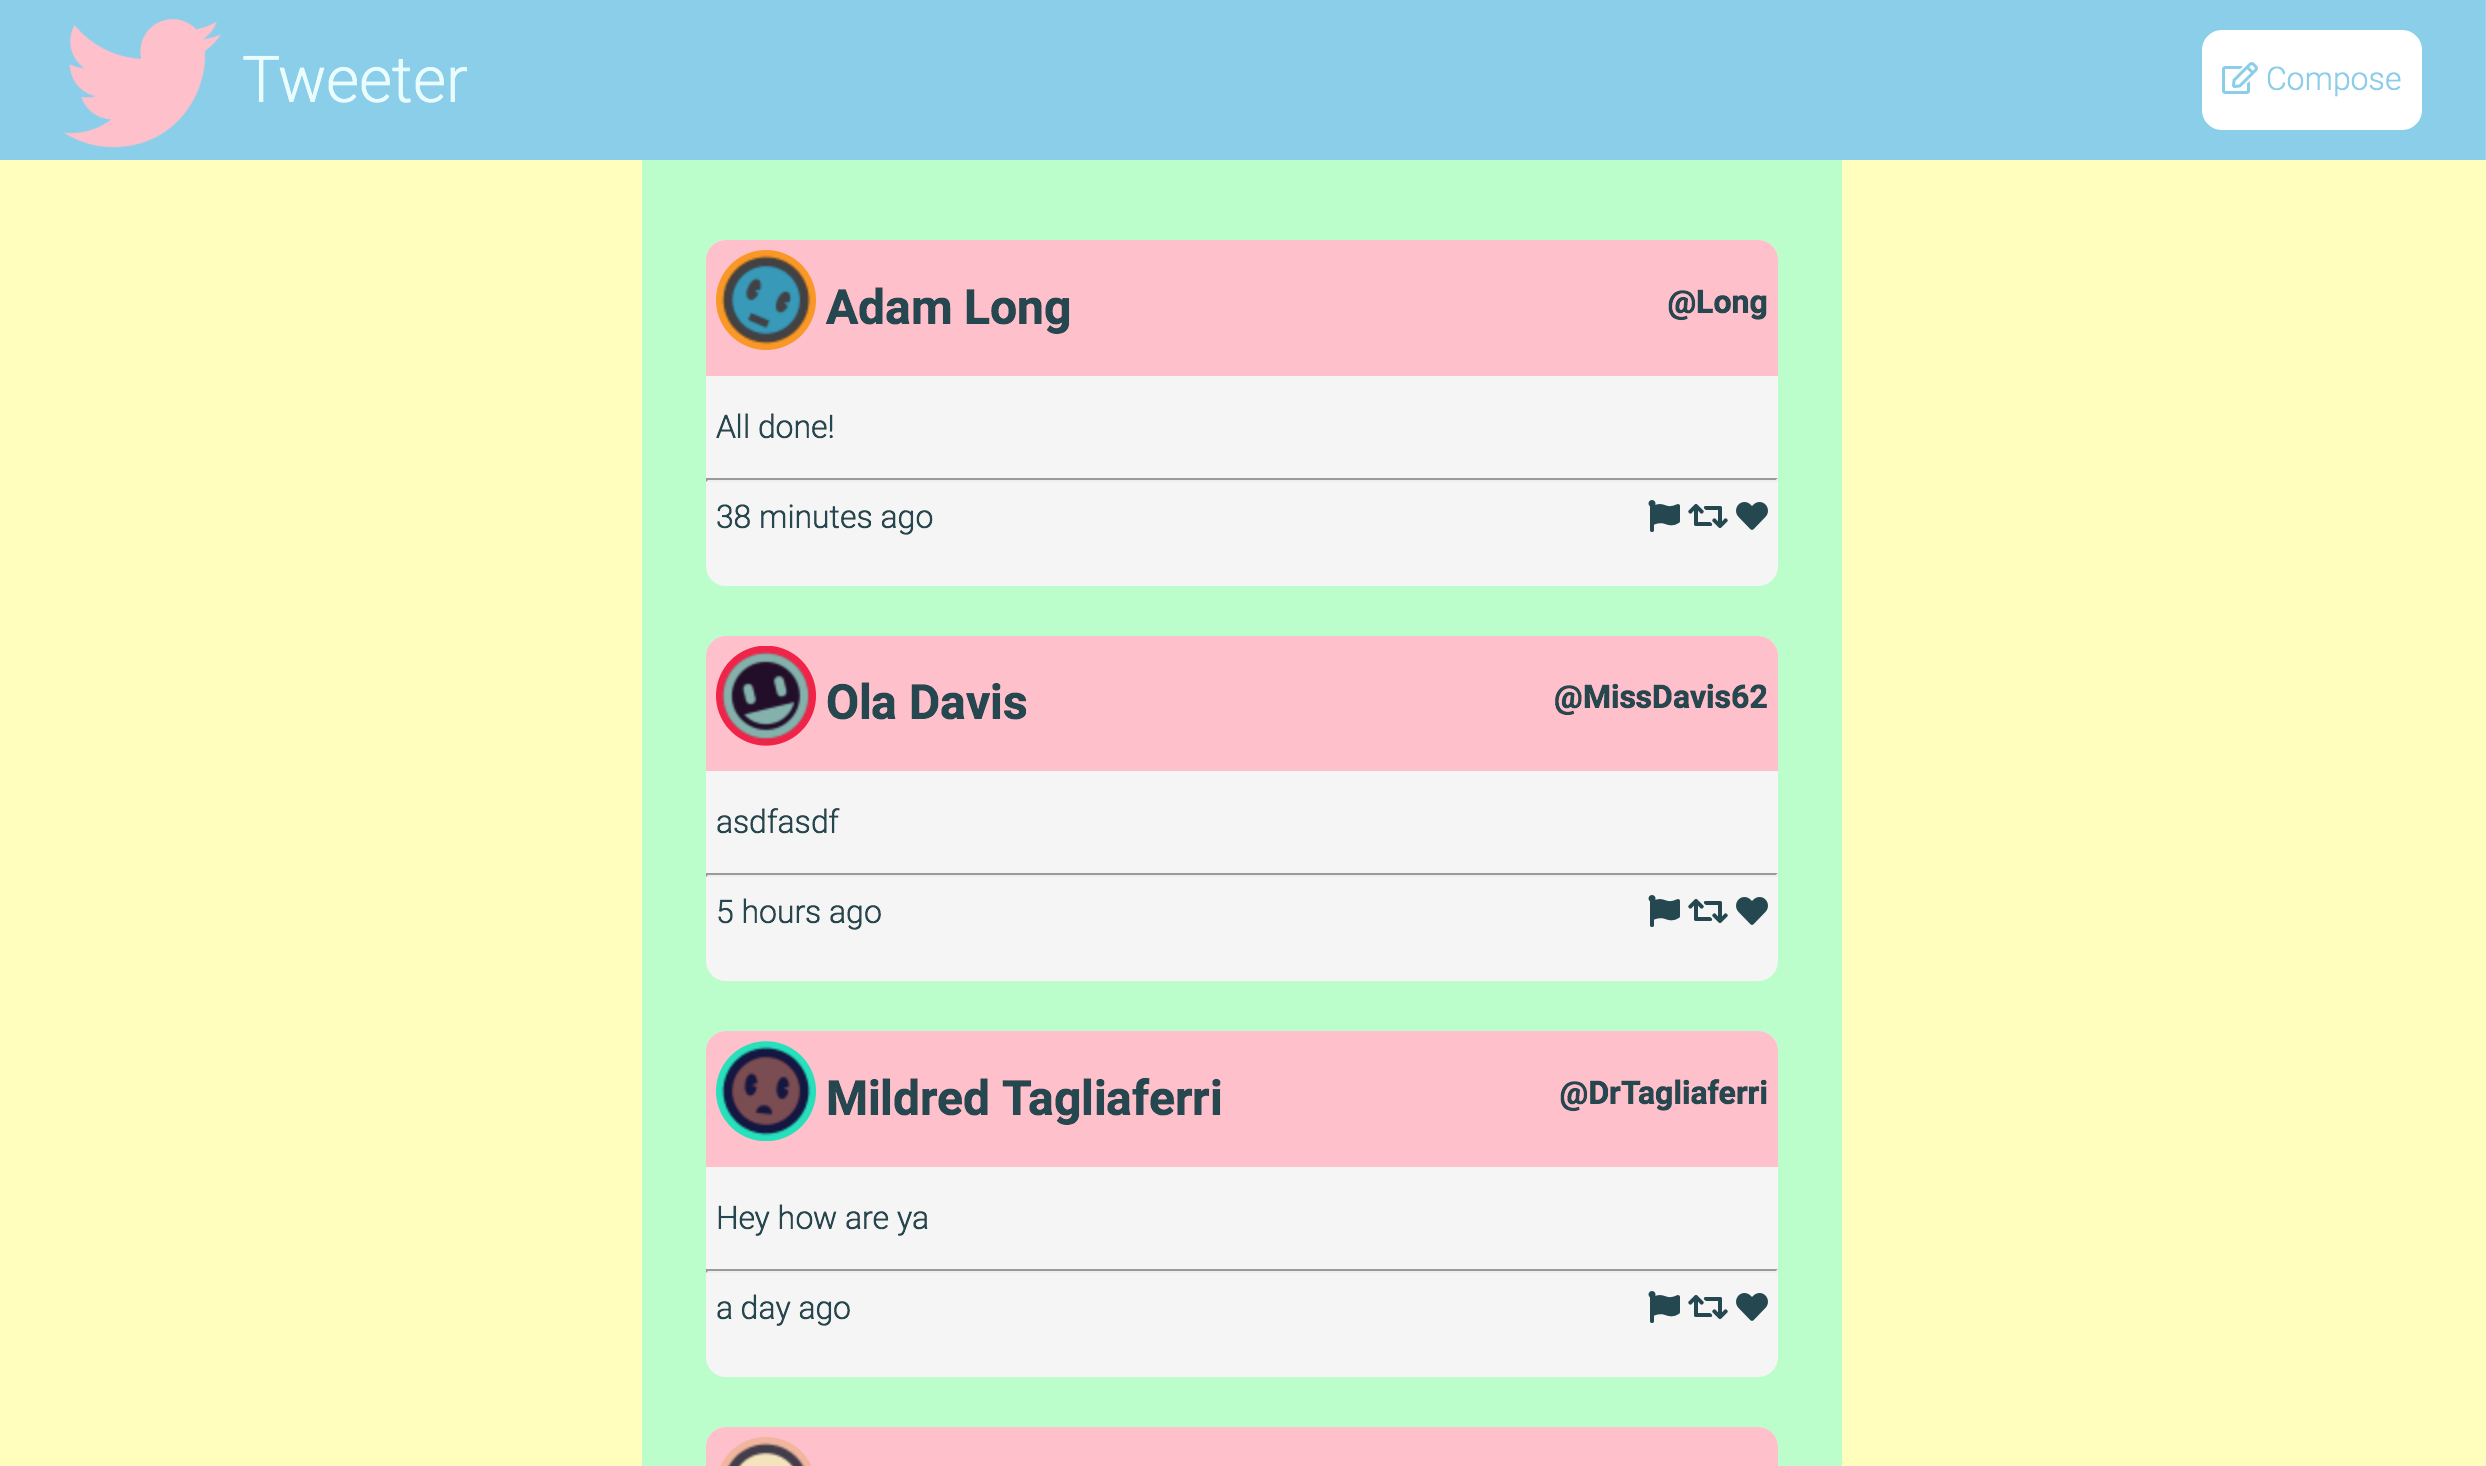 Tweeter
Compose
Adam Long
@Long
All done!
38 minutes ago
Ola Davis
@MissDavis62
asdfasdf
5 hours ago
Mildred Tagliaferri
@DrTagliaferri
Hey how are ya
a day ago